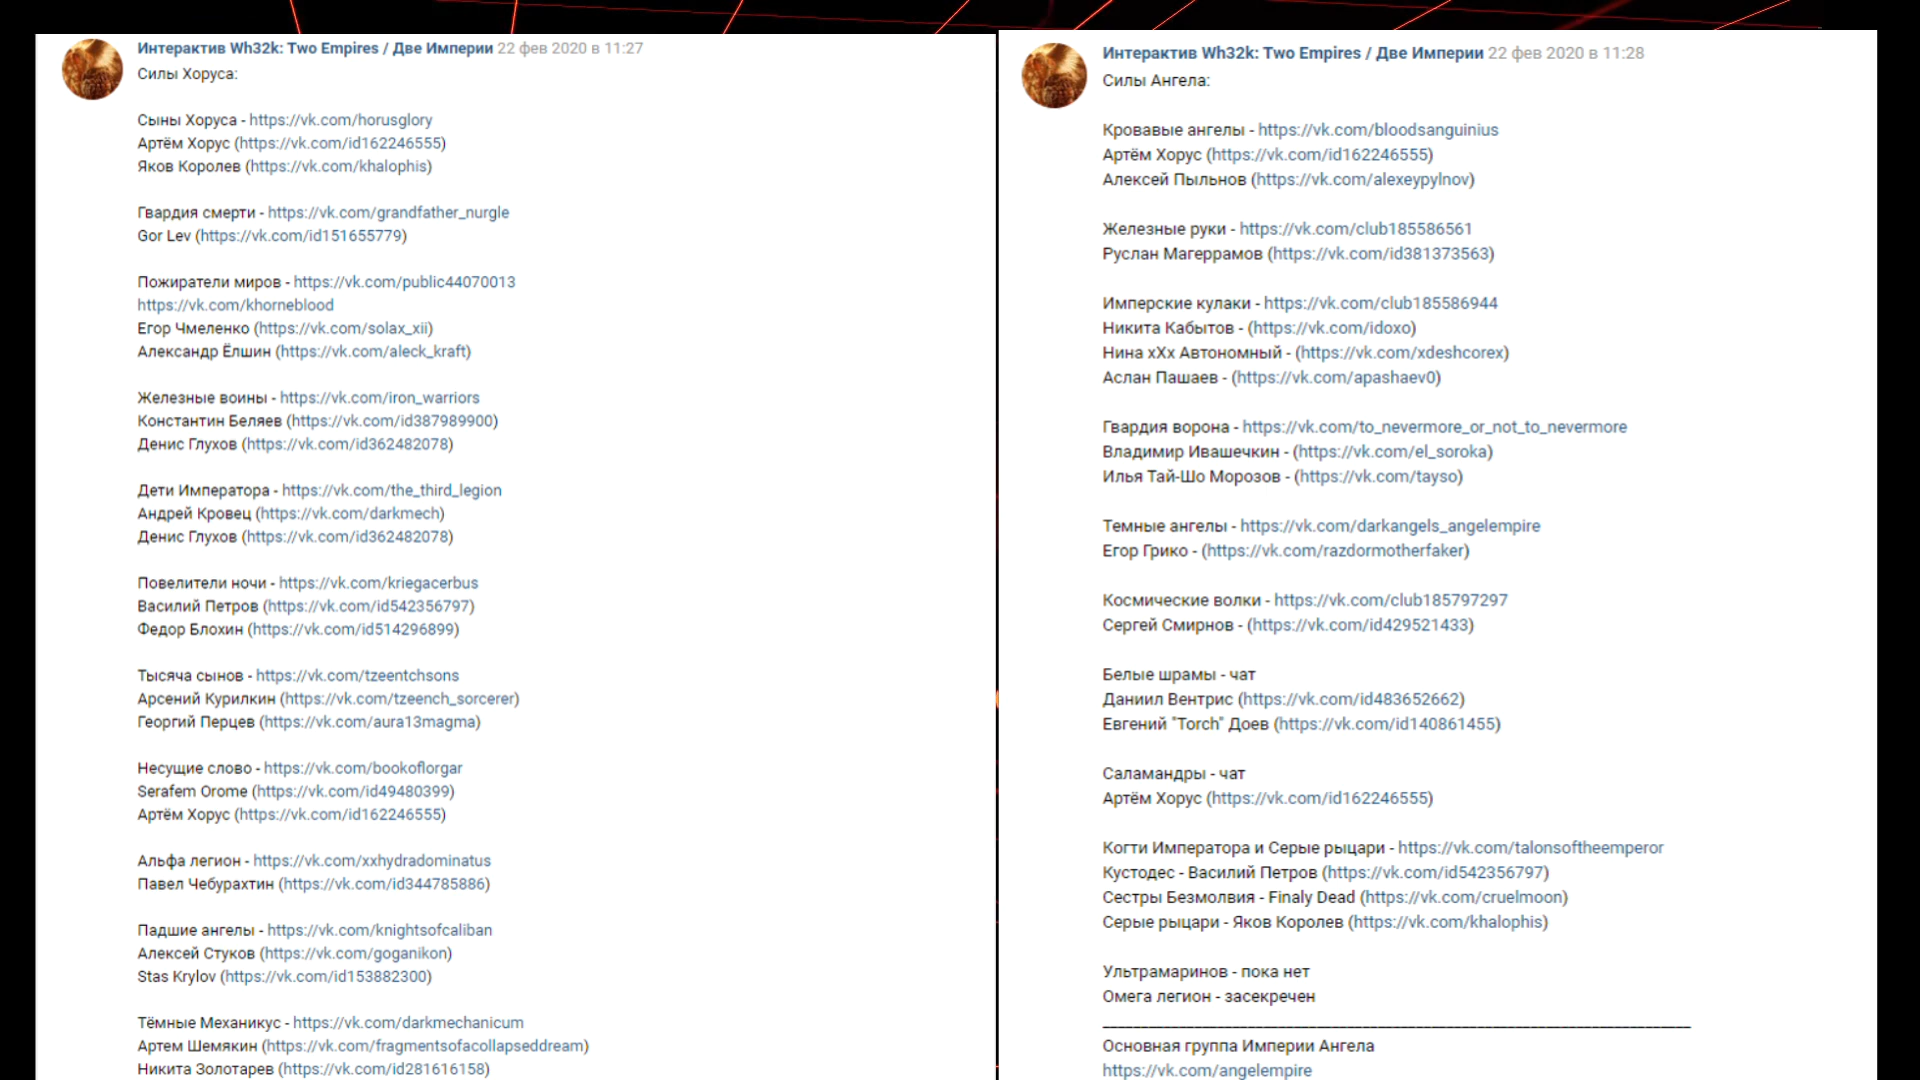 Интерактив Wh32k: Two Empires / Две Империи 22 фев 2020 в 11:27
Силы Хоруса:
Сыны Хоруса - https://vk.com/horusglory
Артём Хорус (https://vk.com/id162246555)
Яков Королев (https://vk.com/khalophis)
Гвардия смерти - https://vk.com/grandfather_nurgle
Gor Lev (https://vk.com/id151655779)
Пожиратели миров - https://vk.com/public44070013
https://vk.com/khorneblood
Егор Чмеленко (https://vk.com/solax_xii)
Александр Ёлшин (https://vk.com/aleck_kraft)
Железные воины - https://vk.com/iron_warriors
Константин Беляев (https://vk.com/id387989900)
Денис Глухов (https://vk.com/id362482078)
Дети Императора - https://vk.com/the_third_legion
Андрей Кровец (https://vk.com/darkmech)
Денис Глухов (https://vk.com/id362482078)
Повелители ночи - https://vk.com/kriegacerbus
Василий Петров (https://vk.com/id542356797)
Федор Блохин (https://vk.com/id514296899)
Тысяча сынов - https://vk.com/tzeentchsons
Арсений Курилкин (https://vk.com/tzeench_sorcerer)
Георгий Перцев (https://vk.com/aura13magma)
Несущие слово - https://vk.com/bookoflorgar
Serafem Orome (https://vk.com/id49480399)
Артём Хорус (https://vk.com/id162246555)
Альфа легион - https://vk.com/xxhydradominatus
Павел Чебурахтин (https://vk.com/id344785886)
Падшие ангелы - https://vk.com/knightsofcaliban
Алексей Стуков (https://vk.com/goganikon)
Stas Krylov (https://vk.com/id153882300)
Тёмные Механикус - https://vk.com/darkmechanicum
Артем Шемякин (https://vk.com/fragmentsofacollapseddream)
Никита Золотарев (https://vk.com/id281616158)
Интерактив Wh32k: Two Empires / Две Империи 22 фев 2020 в 11:28
Силы Ангела:
Кровавые ангелы - https://vk.com/bloodsanguinius
Артём Хорус (https://vk.com/id162246555)
Алексей Пыльнов (https://vk.com/alexeypylnov)
Железные руки - https://vk.com/club185586561
Руслан Магеррамов (https://vk.com/id381373563)
Имперские кулаки - https://vk.com/club185586944
Никита Кабытов - (https://vk.com/idoxo)
Нина xXx Автономный - (https://vk.com/xdeshcorex)
Аслан Пашаев - (https://vk.com/apashaev0)
Гвардия ворона - https://vk.com/to_nevermore_or_not_to_nevermore
Владимир Ивашечкин - (https://vk.com/el_soroka)
Илья Тай-Шо Морозов - (https://vk.com/tayso)
Темные ангелы - https://vk.com/darkangels_angelempire
Егор Грико - (https://vk.com/razdormotherfaker)
Космические волки - https://vk.com/club185797297
Сергей Смирнов - (https://vk.com/id429521433)
Белые шрамы - чат
Даниил Вентрис (https://vk.com/id483652662)
Евгений "Torch" Доев (https://vk.com/id140861455)
Саламандры - чат
Артём Хорус (https://vk.com/id162246555)
Когти Императора и Серые рыцари - https://vk.com/talonsoftheemperor
Кустодес - Василий Петров (https://vk.com/id542356797)
Сестры Безмолвия - Finaly Dead (https://vk.com/cruelmoon)
Серые рыцари - Яков Королев (https://vk.com/khalophis)
Ультрамаринов - пока нет
Омега легион - засекречен
Основная группа Империи Ангела
https://vk.com/angelempire